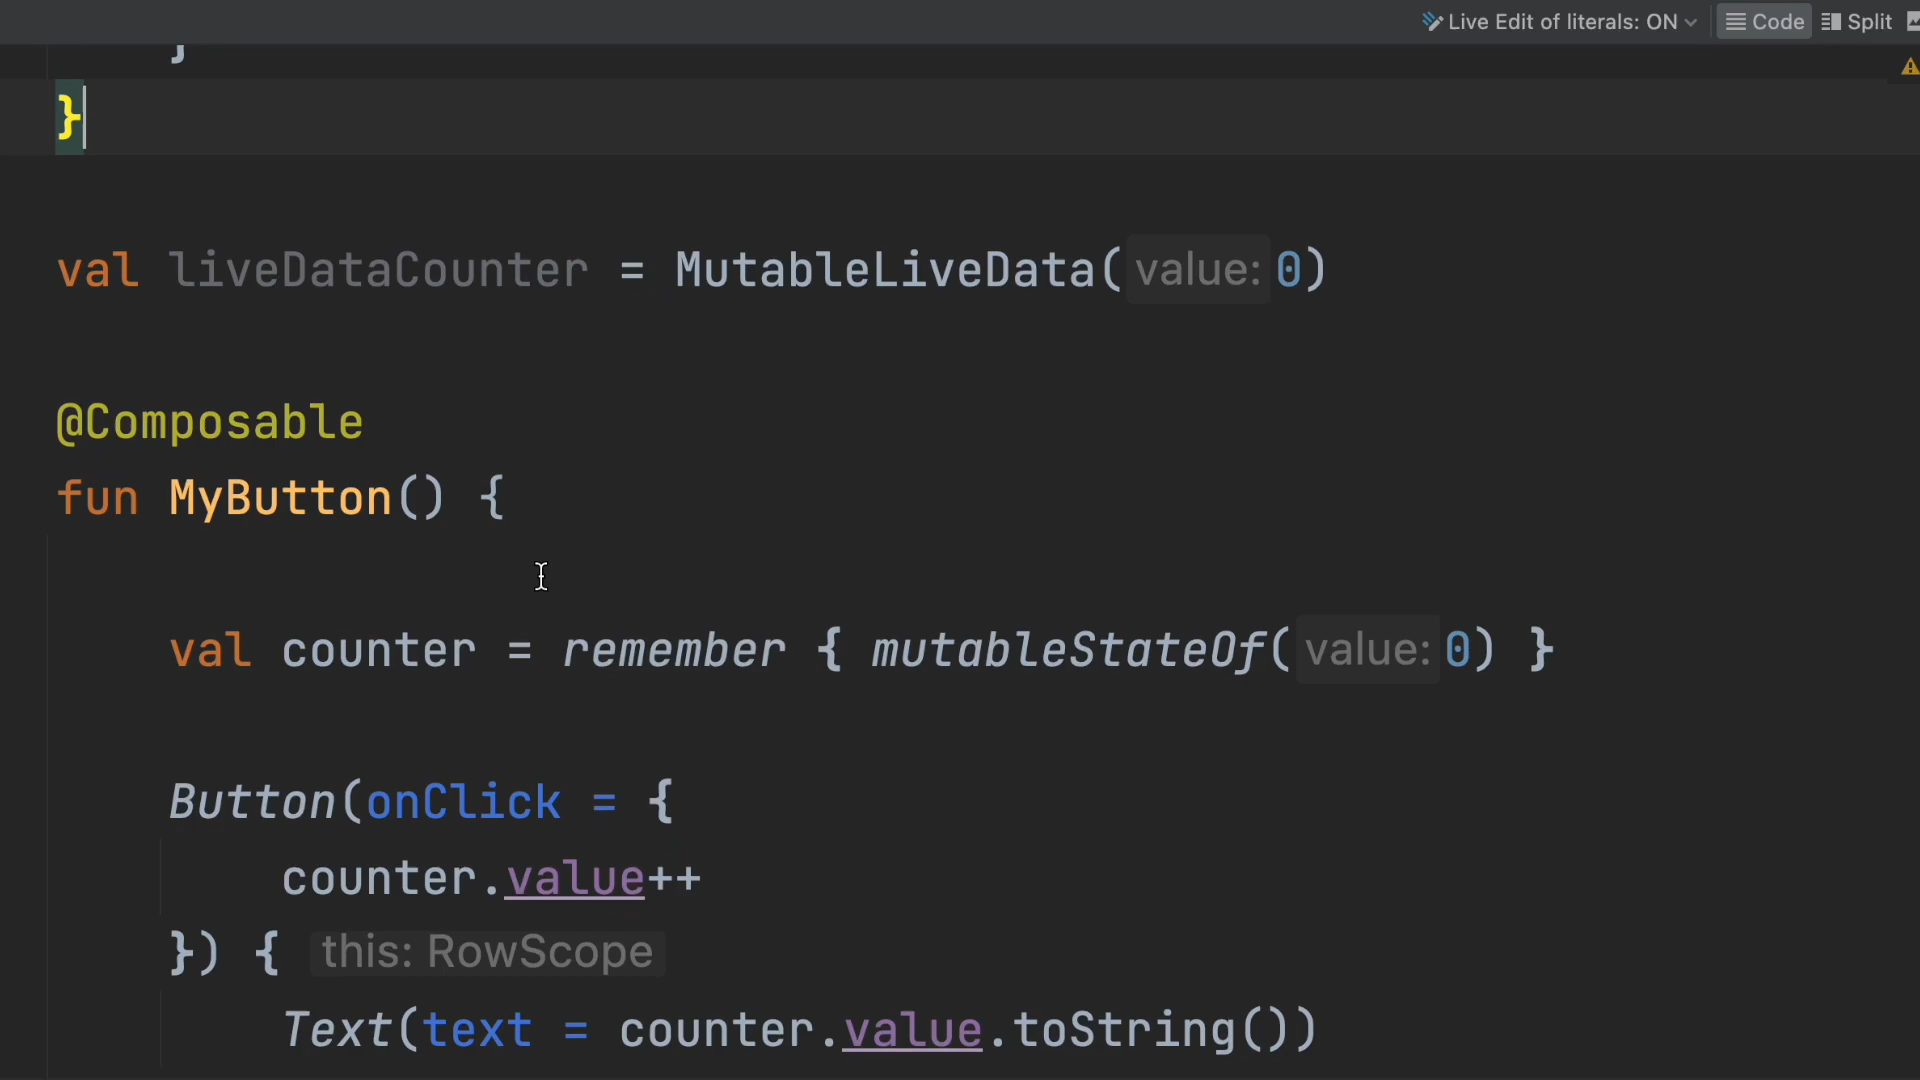 Live Edit of literals: ON Code Split
}
}
val liveDataCounter = MutableLiveData( value: 0)
@Composable
fun MyButton() {
val counter = remember { mutableStateOf( value: 0) }
Button(onClick = {
counter.value++
}) { this: RowScope
Text(text = counter.value.toString())